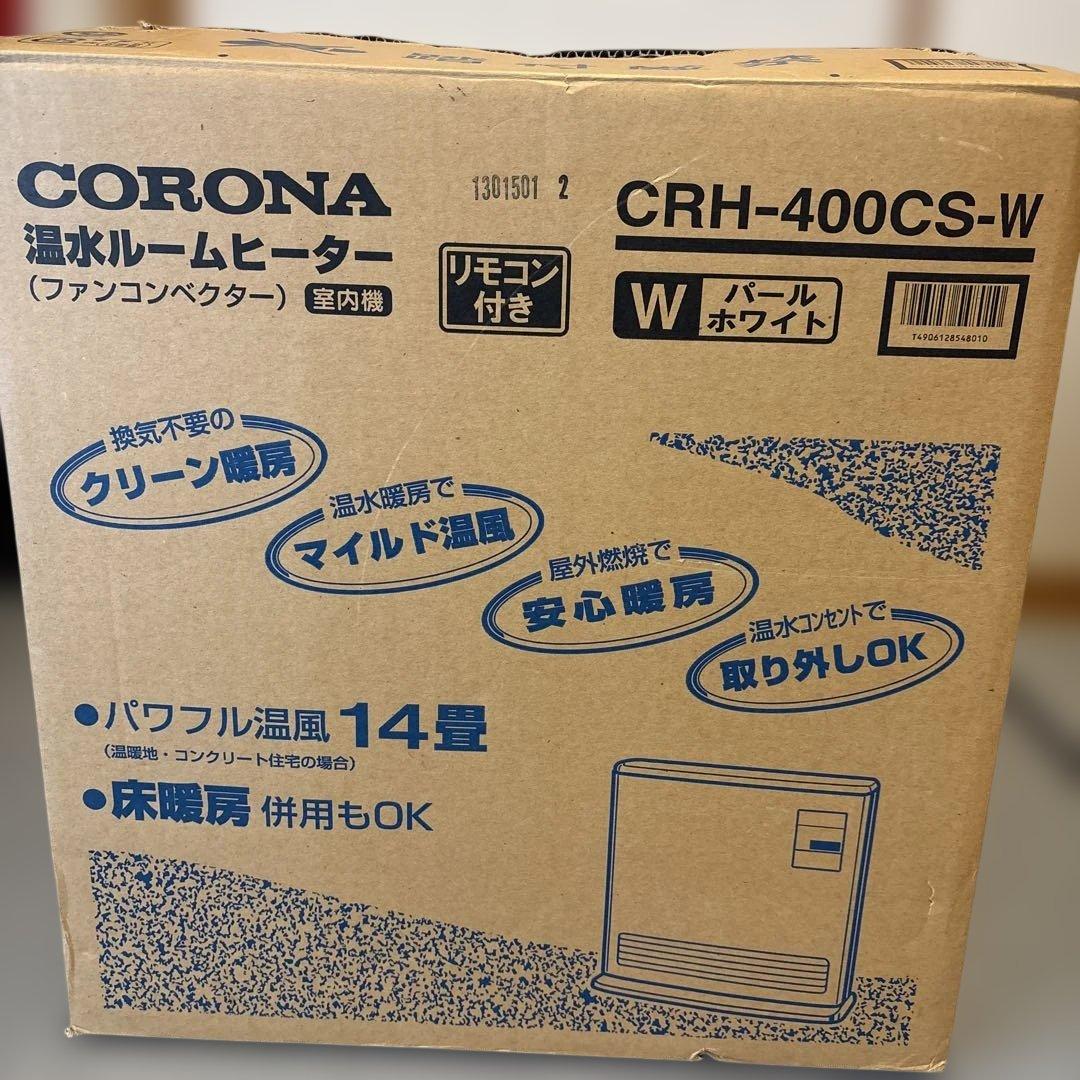 CORONA
1301501 2
CRH-400CS-W
温水ルームヒーター
(ファンコンベクター) 室内機
リモコン
付き
W パール
ホワイト
T4906128548010
換気不要の
クリーン暖房
温水暖房で
マイルド温風
屋外燃焼で
安心暖房
温水コンセントで
取り外しOK
●パワフル温風 14畳
(温暖地・コンクリート住宅の場合)
●床暖房 併用もOK